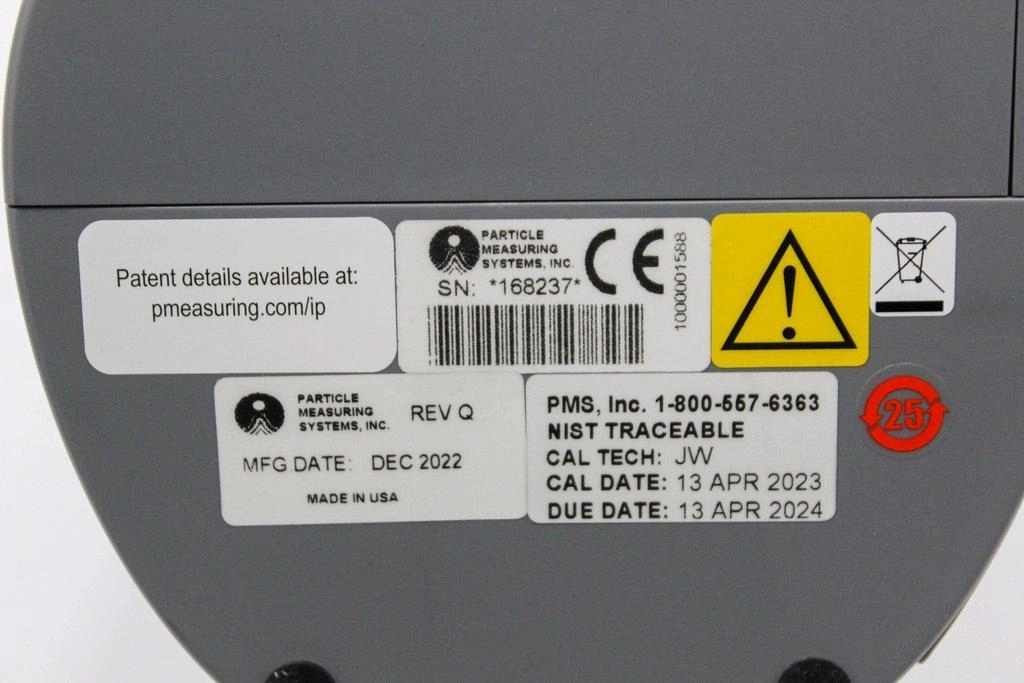 Patent details available at:
pmeasuring.com/ip
PARTICLE
MEASURING
SYSTEMS, INC.
CE
SN: *168237*
1000001588
PARTICLE
MEASURING
SYSTEMS, INC.
REV Q
MFG DATE: DEC 2022
MADE IN USA
PMS, Inc. 1-800-557-6363
NIST TRACEABLE
CAL TECH: JW
CAL DATE: 13 APR 2023
DUE DATE: 13 APR 2024
25